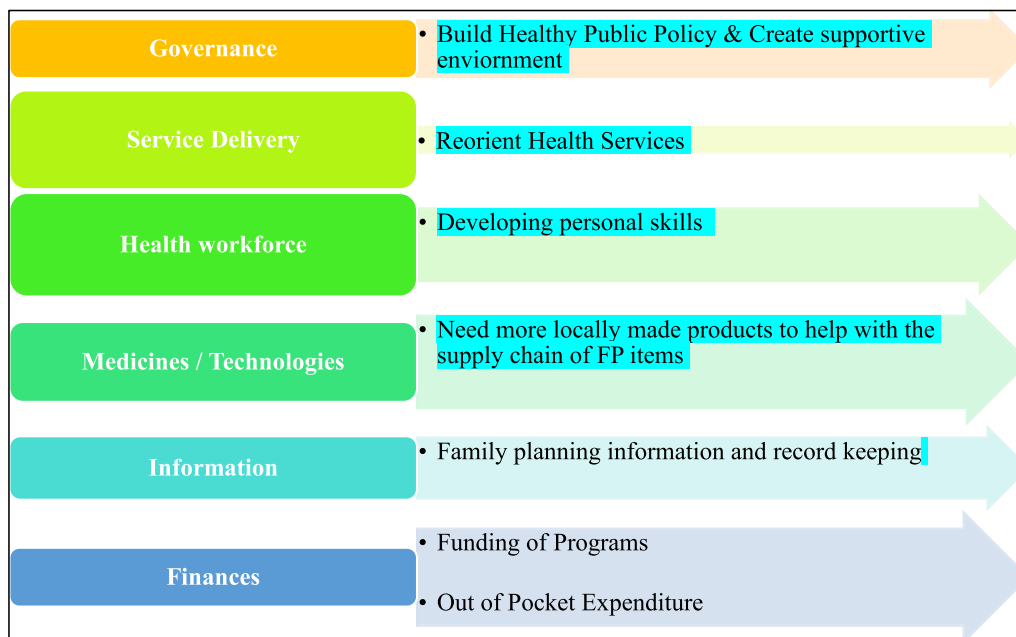 Governance
• Build Healthy Public Policy & Create supportive
enviornment
Service Delivery
• Reorient Health Services
Health workforce
• Developing personal skills
Medicines / Technologies
• Need more locally made products to help with the
supply chain of FP items
Information
• Family planning information and record keeping
Finances
• Funding of Programs
• Out of Pocket Expenditure